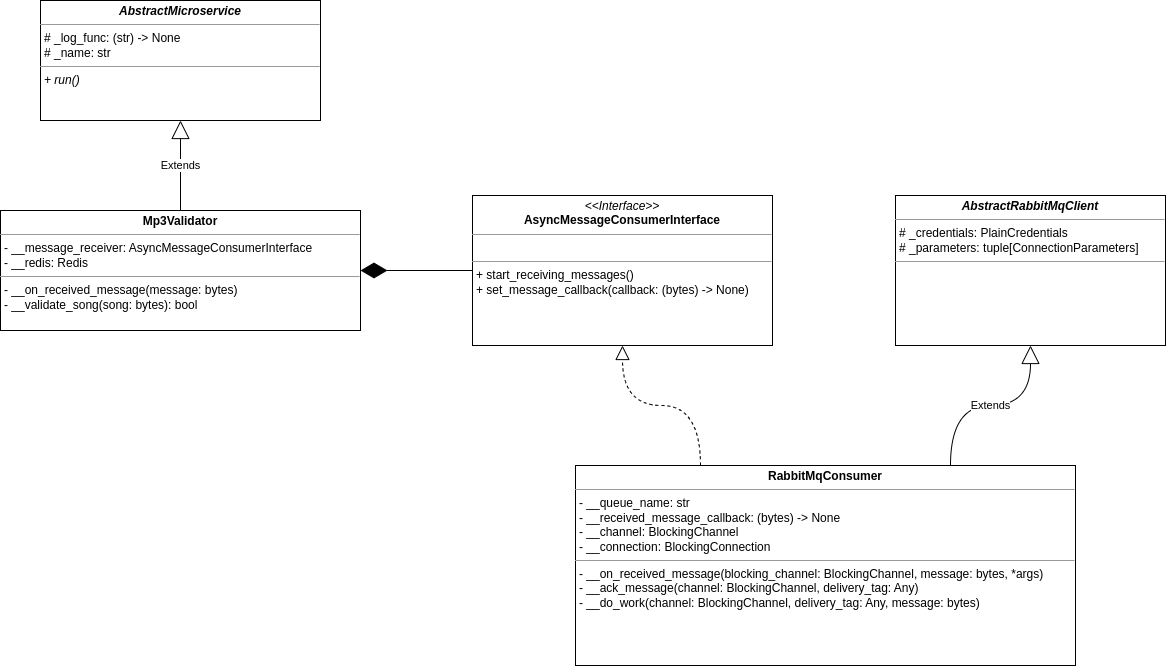 AbstractMicroservice
# _log_func: (str) -> None
# _name: str
+ run()
Extends
Mp3Validator
- __message_receiver: AsyncMessageConsumerInterface
- __redis: Redis
- __on_received_message(message: bytes)
- __validate_song(song: bytes): bool
<<Interface>>
AsyncMessageConsumerInterface
+ start_receiving_messages()
+ set_message_callback(callback: (bytes) -> None)
AbstractRabbitMqClient
# _credentials: PlainCredentials
# _parameters: tuple[ConnectionParameters]
Extends
RabbitMqConsumer
- __queue_name: str
- __received_message_callback: (bytes) -> None
- __channel: BlockingChannel
- __connection: BlockingConnection
- __on_received_message(blocking_channel: BlockingChannel, message: bytes, *args)
- __ack_message(channel: BlockingChannel, delivery_tag: Any)
- __do_work(channel: BlockingChannel, delivery_tag: Any, message: bytes)